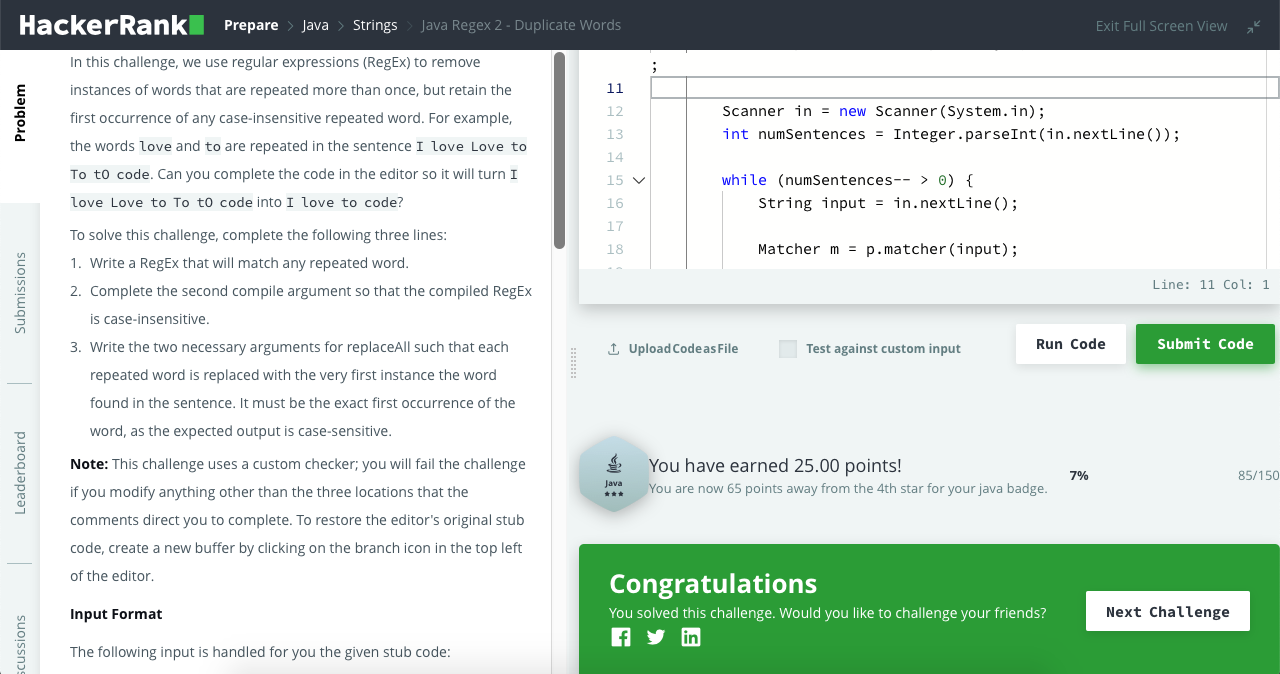 HackerRank
Prepare > Java > Strings > Java Regex 2 - Duplicate Words
Exit Full Screen View
Problem
Submissions
Leaderboard
In this challenge, we use regular expressions (RegEx) to remove
instances of words that are repeated more than once, but retain the
first occurrence of any case-insensitive repeated word. For example,
the words love and to are repeated in the sentence I love Love to
To tO code. Can you complete the code in the editor so it will turn I
love Love to To tO code into I love to code?
To solve this challenge, complete the following three lines:
1. Write a RegEx that will match any repeated word.
2. Complete the second compile argument so that the compiled RegEx
is case-insensitive.
3. Write the two necessary arguments for replaceAll such that each
repeated word is replaced with the very first instance the word
found in the sentence. It must be the exact first occurrence of the
word, as the expected output is case-sensitive.
Note: This challenge uses a custom checker; you will fail the challenge
if you modify anything other than the three locations that the
comments direct you to complete. To restore the editor's original stub
code, create a new buffer by clicking on the branch icon in the top left
of the editor.
Input Format
The following input is handled for you the given stub code:
;
11
12 Scanner in = new Scanner(System.in);
13 int numSentences = Integer.parseInt(in.nextLine());
14
15 while (numSentences-- > 0) {
16 String input = in.nextLine();
17
18 Matcher m = p.matcher(input);
Line: 11 Col: 1
Upload Code as File
Test against custom input
Run Code
Submit Code
Java
You have earned 25.00 points!
You are now 65 points away from the 4th star for your java badge.
7%
85/150
Congratulations
You solved this challenge. Would you like to challenge your friends?
Next Challenge